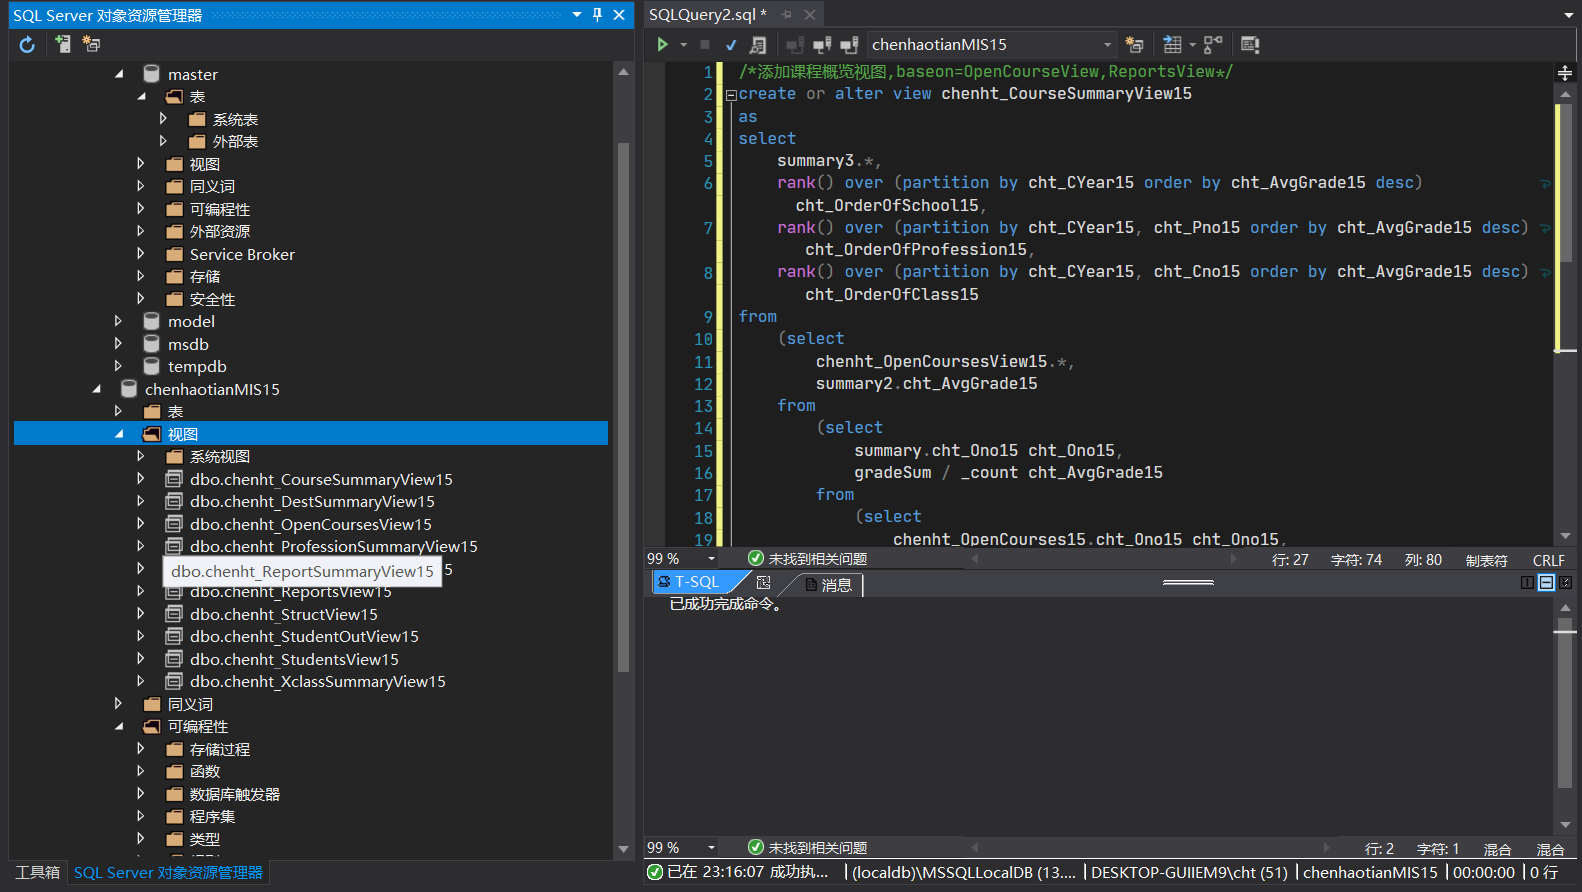 SQL Server 对象资源管理器
master
表
系统表
外部表
视图
同义词
可编程性
外部资源
Service Broker
存储
安全性
model
msdb
tempdb
chenhaotianMIS15
表
视图
系统视图
dbo.chenht_CourseSummaryView15
dbo.chenht_DestSummaryView15
dbo.chenht_OpenCoursesView15
dbo.chenht_ProfessionSummaryView15
dbo.chenht_ReportSummaryView15
5
dbo.chenht_ReportsView15
dbo.chenht_StructView15
dbo.chenht_StudentOutView15
dbo.chenht_StudentsView15
dbo.chenht_XclassSummaryView15
同义词
可编程性
存储过程
函数
数据库触发器
程序集
类型
工具箱 SQL Server 对象资源管理器
SQLQuery2.sql *
chenhaotianMIS15
1 /*添加课程概览视图,baseon=OpenCourseView,ReportsView*/
2 create or alter view chenht_CourseSummaryView15
3 as
4 select
5 summary3.*,
6 rank() over (partition by cht_CYear15 order by cht_AvgGrade15 desc)
cht_OrderOfSchool15,
7 rank() over (partition by cht_CYear15, cht_Pno15 order by cht_AvgGrade15 desc)
cht_OrderOfProfession15,
8 rank() over (partition by cht_CYear15, cht_Cno15 order by cht_AvgGrade15 desc)
cht_OrderOfClass15
9 from
10 (select
11 chenht_OpenCoursesView15.*,
12 summary2.cht_AvgGrade15
13 from
14 (select
15 summary.cht_Ono15 cht_Ono15,
16 gradeSum / _count cht_AvgGrade15
17 from
18 (select
19 chenht_OpenCourses15.cht_Ono15 cht_Ono15,
99 % 未找到相关问题 行: 27 字符: 74 列: 80 制表符 CRLF
T-SQL 消息
已成功完成命令。
99 % 未找到相关问题 行: 2 字符: 1 混合 混合
已在 23:16:07 成功执... (localdb)\MSSQLLocalDB (13.... DESKTOP-GUIIEM9\cht (51) chenhaotianMIS15 00:00:00 0 行